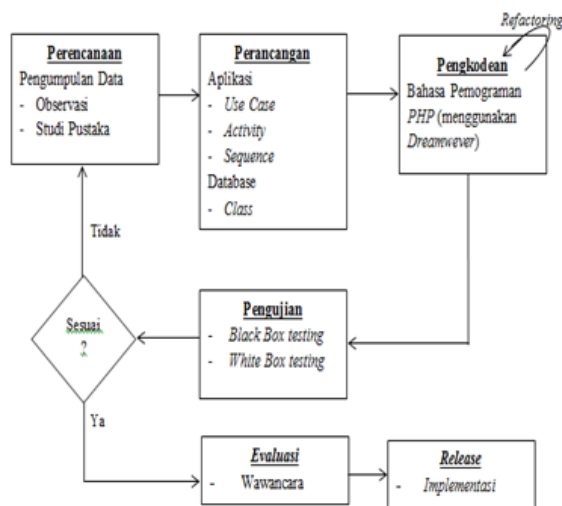 Perencanaan
Pengumpulan Data
- Observasi
- Studi Pustaka
Perancangan
Aplikasi
- Use Case
- Activity
- Sequence
Database
- Class
Refactoring
Pengkodean
Bahasa Pemograman
PHP (menggunakan
Dreamwever)
Tidak
Sesuai
?
Pengujian
- Black Box testing
- White Box testing
Ya
Evaluasi
- Wawancara
Release
- Implementasi